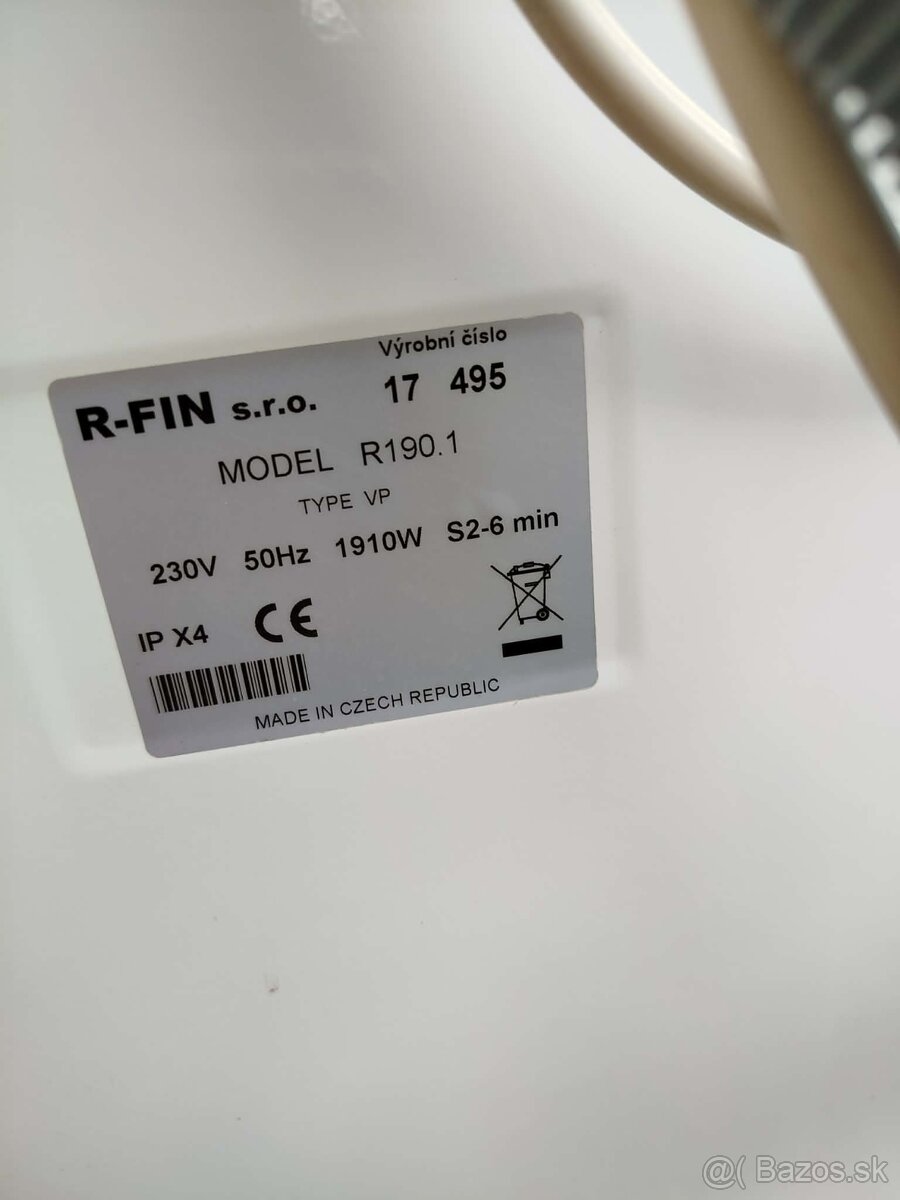 Výrobní číslo
R-FIN s.r.o. 17 495
MODEL R190.1
TYPE VP
230V 50Hz 1910W S2-6 min
IP X4 CE
MADE IN CZECH REPUBLIC
@( Bazos.sk